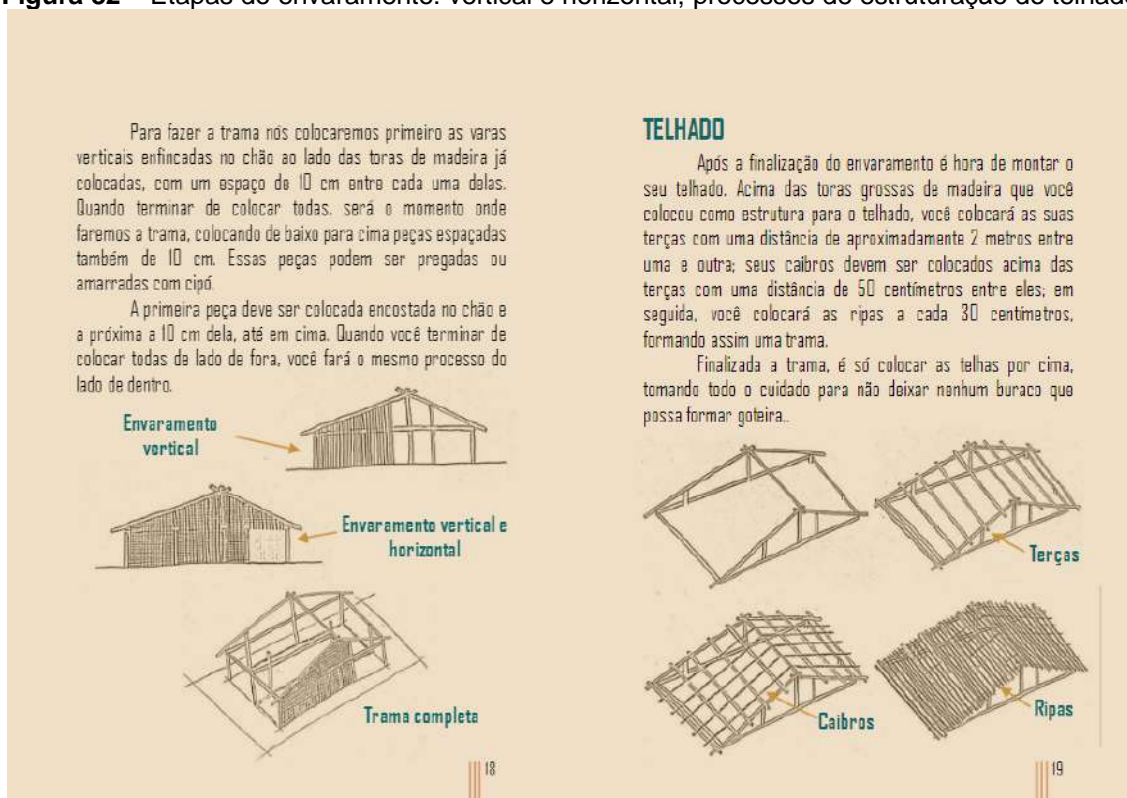 Figura 32 – Etapas do envaramento: vertical e horizontal, processos de estruturação do telhado
Para fazer a trama nós colocaremos primeiro as varas
verticais enfincadas no chão ao lado das toras de madeira já
colocadas, com um espaço de 10 cm entre cada uma delas.
Quando terminar de colocar todas, será o momento onde
faremos a trama, colocando de baixo para cima peças espaçadas
também de 10 cm. Essas peças podem ser pregadas ou
amarradas com cipó.
A primeira peça deve ser colocada encostada no chão e
a próxima a 10 cm dela, até em cima. Quando você terminar de
colocar todas de lado de fora, você fará o mesmo processo do
lado de dentro.
Envaramento
vertical
Envaramento vertical e
horizontal
Trama completa
18
TELHADO
Após a finalização do envaramento é hora de montar o
seu telhado. Acima das toras grossas de madeira que você
colocou como estrutura para o telhado, você colocará as suas
terças com uma distância de aproximadamente 2 metros entre
uma e outra; seus caibros devem ser colocados acima das
terças com uma distância de 50 centímetros entre eles; em
seguida, você colocará as ripas a cada 30 centímetros,
formando assim uma trama.
Finalizada a trama, é só colocar as telhas por cima,
tomando todo o cuidado para não deixar nenhum buraco que
possa formar goteira..
Terças
Caibros
Ripas
19